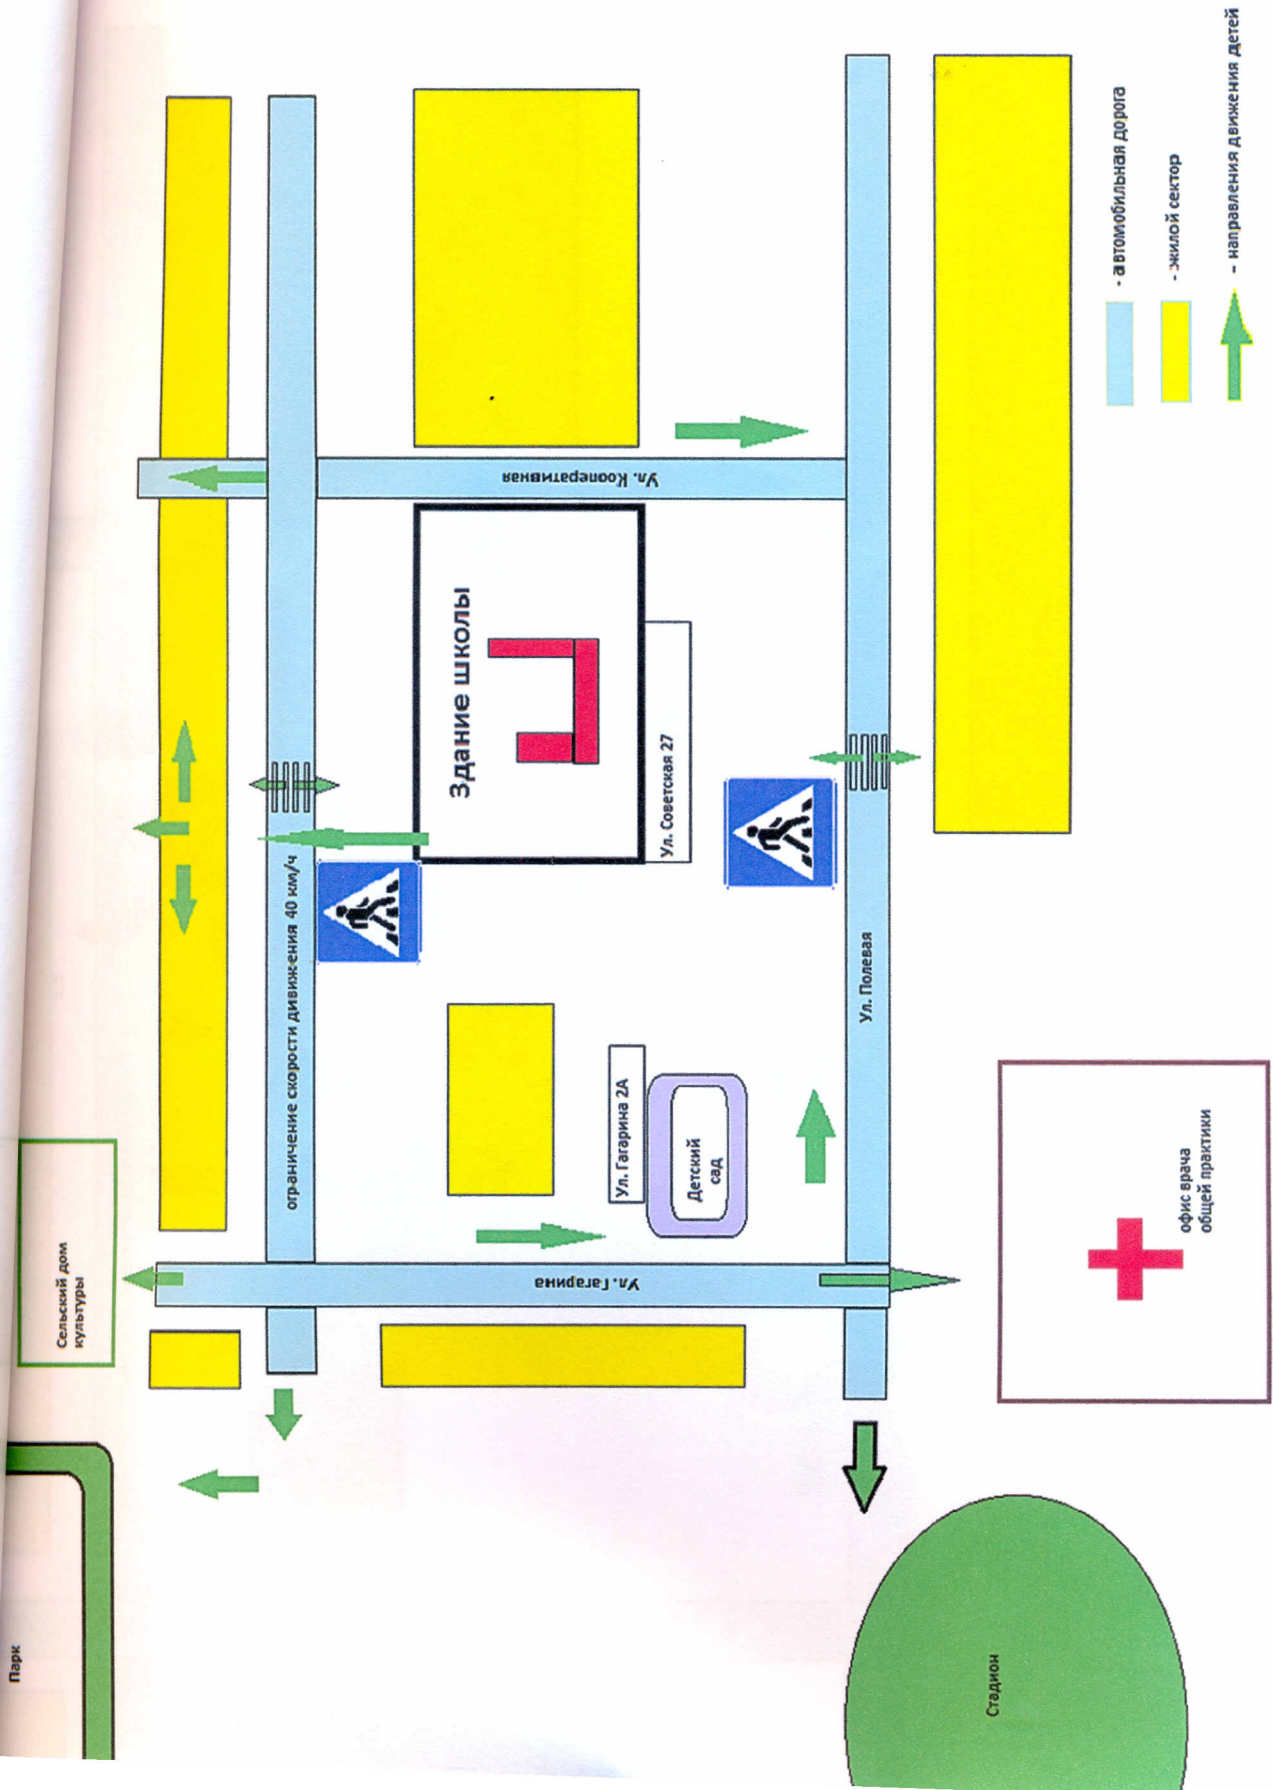 Парк
Сельский дом
культуры
ограничение скорости дивижения 40 км/ч
Здание школы
Ул. Кооперативная
Ул. Советская 27
Ул. Гагарина 2А
Детский
сад
Ул. Гагарина
Ул. Полевая
Стадион
офис врача
общей практики
- автомобильная дорога
- жилой сектор
– направления движения детей